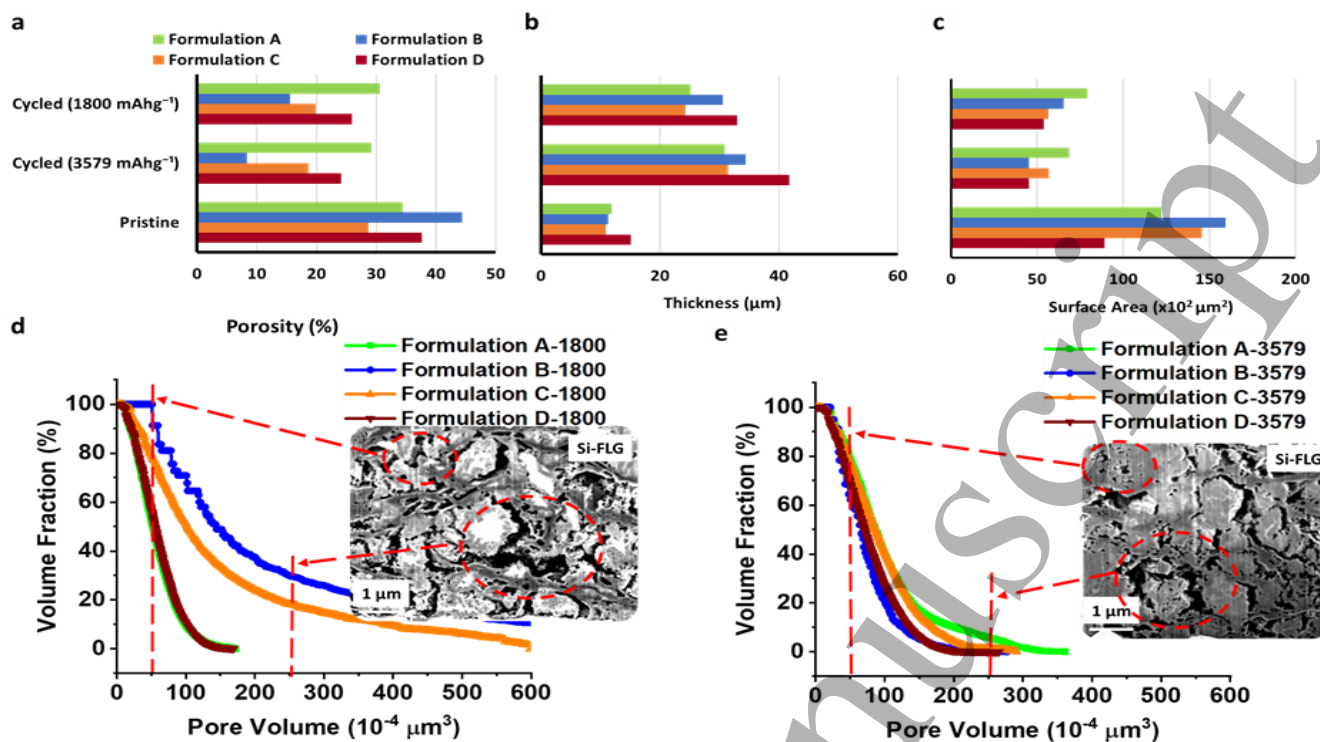 a
Formulation A
Formulation B
Formulation C
Formulation D
Cycled (1800 mAhg⁻¹)
Cycled (3579 mAhg⁻¹)
Pristine
0 10 20 30 40 50
Porosity (%)
b
0 20 40 60
Thickness (μm)
c
0 50 100 150 200
Surface Area (x10² μm²)
d
Formulation A-1800
Formulation B-1800
Formulation C-1800
Formulation D-1800
Volume Fraction (%)
100
80
60
40
20
0
0 100 200 300 400 500 600
Pore Volume (10⁻⁴ μm³)
Si-FLG
1 μm
e
Formulation A-3579
Formulation B-3579
Formulation C-3579
Formulation D-3579
Volume Fraction (%)
100
80
60
40
20
0
0 100 200 300 400 500 600
Pore Volume (10⁻⁴ μm³)
Si-FLG
1 μm
nuscript